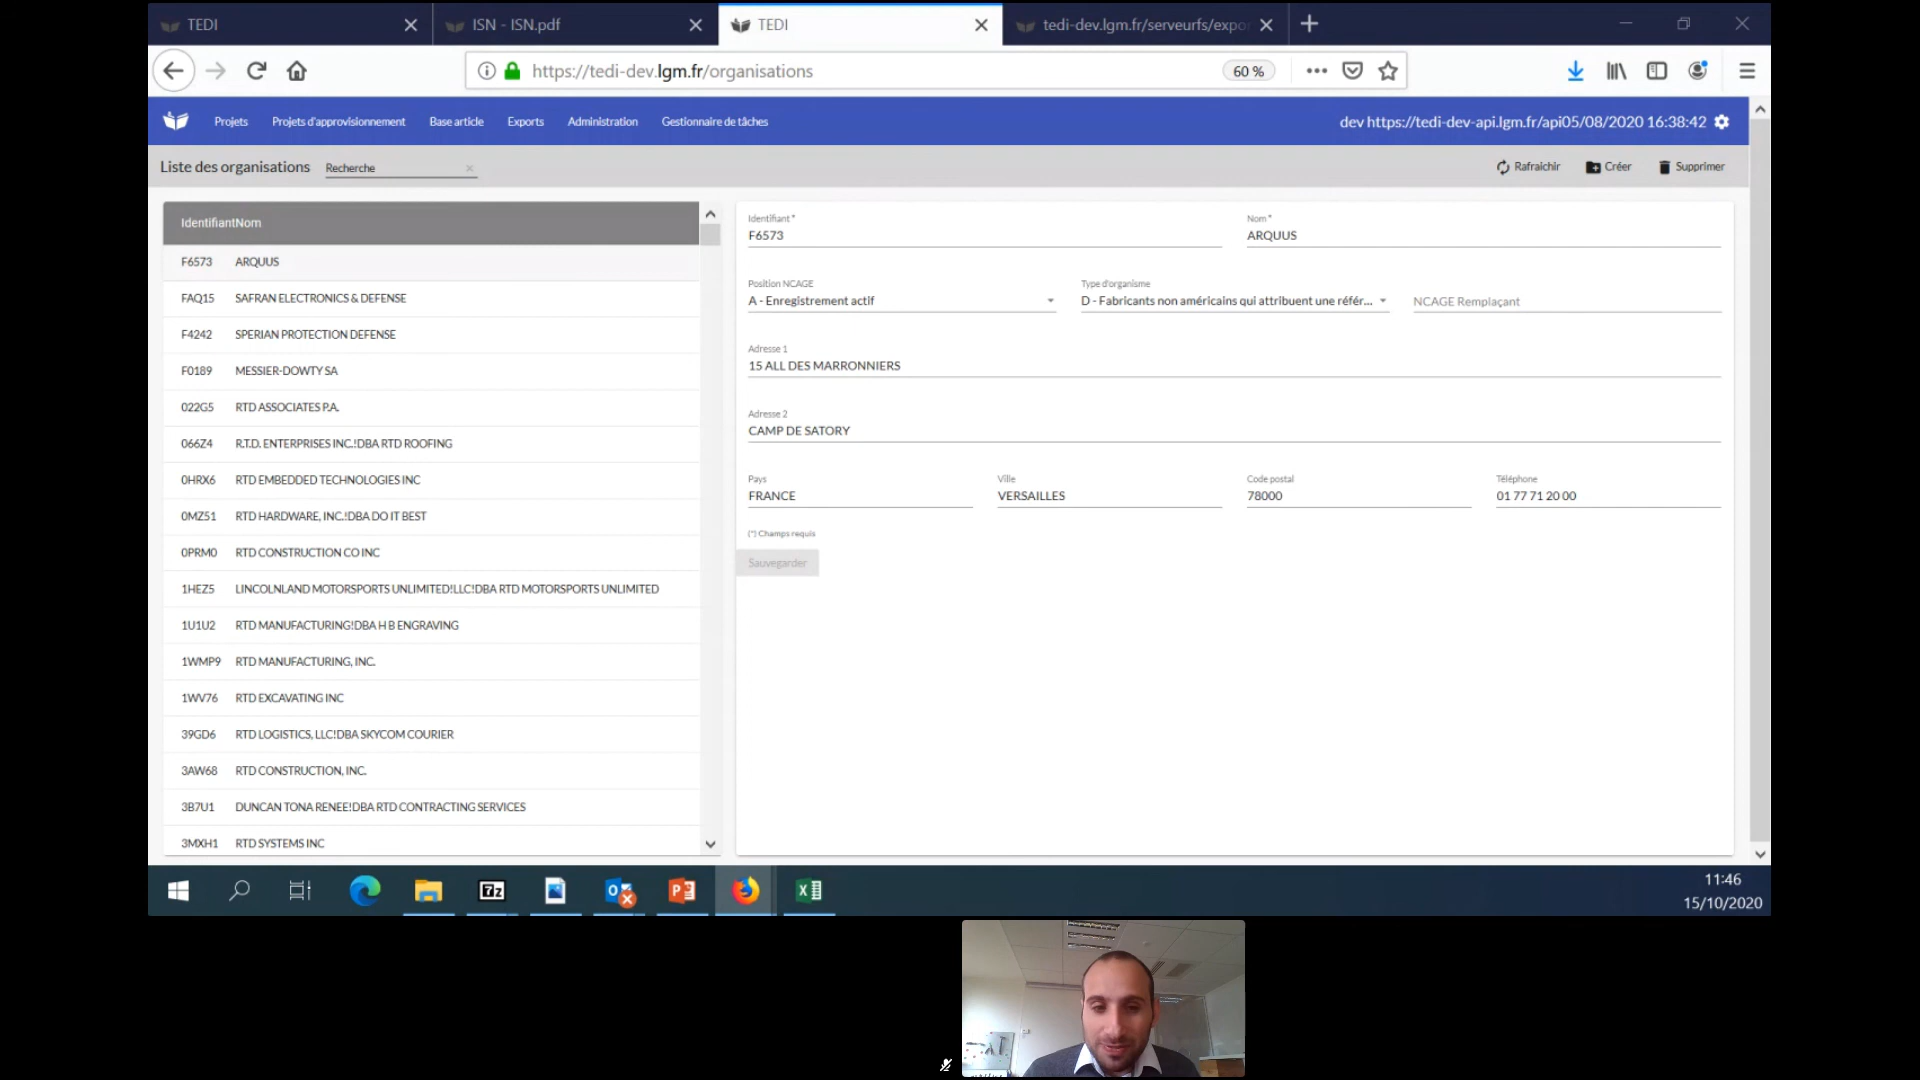 TEDI
ISN - ISN.pdf
TEDI
tedi-dev.lgm.fr/serveurfs/expo
https://tedi-dev.lgm.fr/organisations
60 %
Projets
Projets d'approvisionnement
Base article
Exports
Administration
Gestionnaire de tâches
dev https://tedi-dev-api.lgm.fr/api05/08/2020 16:38:42
Liste des organisations
Recherche
Rafraichir
Créer
Supprimer
IdentifiantNom
F6573 ARQUUS
FAQ15 SAFRAN ELECTRONICS & DEFENSE
F4242 SPERIAN PROTECTION DEFENSE
F0189 MESSIER-DOWTY SA
022G5 RTD ASSOCIATES P.A.
066Z4 R.T.D. ENTERPRISES INC.!DBA RTD ROOFING
0HRX6 RTD EMBEDDED TECHNOLOGIES INC
0MZ51 RTD HARDWARE, INC.!DBA DO IT BEST
0PRM0 RTD CONSTRUCTION CO INC
1HEZ5 LINCOLNLAND MOTORSPORTS UNLIMITED!LLC!DBA RTD MOTORSPORTS UNLIMITED
1U1U2 RTD MANUFACTURING!DBA H B ENGRAVING
1WMP9 RTD MANUFACTURING, INC.
1WV76 RTD EXCAVATING INC
39GD6 RTD LOGISTICS, LLC!DBA SKYCOM COURIER
3AW68 RTD CONSTRUCTION, INC.
3B7U1 DUNCAN TONA RENEE!DBA RTD CONTRACTING SERVICES
3MXH1 RTD SYSTEMS INC
Identifiant *
F6573
Nom *
ARQUUS
Position NCAGE
A - Enregistrement actif
Type d'organisme
D - Fabricants non américains qui attribuent une référ...
NCAGE Remplaçant
Adresse 1
15 ALL DES MARRONNIERS
Adresse 2
CAMP DE SATORY
Pays
FRANCE
Ville
VERSAILLES
Code postal
78000
Téléphone
01 77 71 20 00
(*) Champs requis
Sauvegarder
11:46
15/10/2020